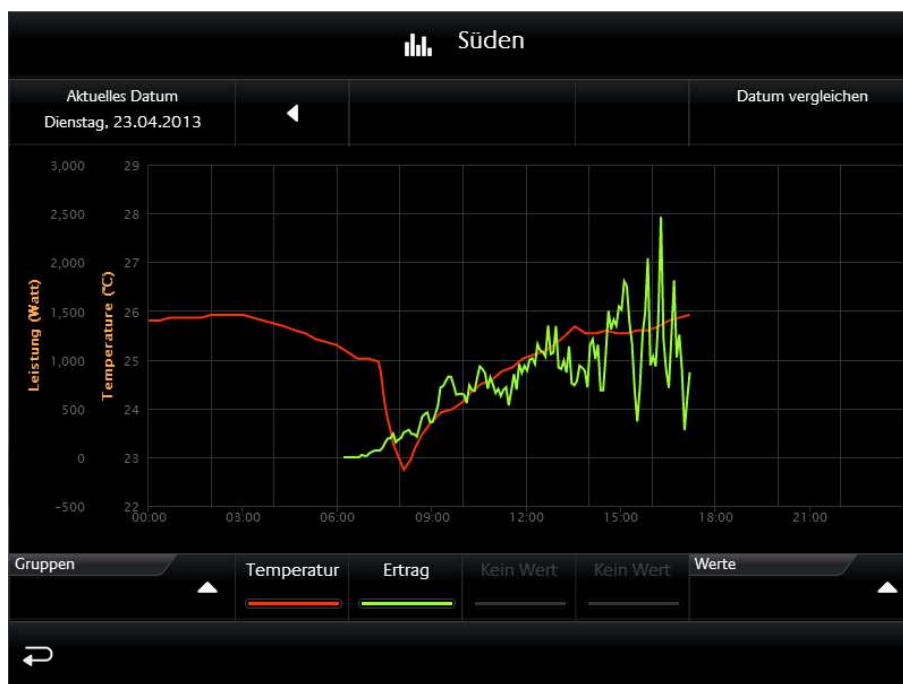 Süden
Aktuelles Datum
Dienstag, 23.04.2013
Datum vergleichen
Leistung (Watt)
3,000
2,500
2,000
1,500
1,000
500
0
-500
Temperature (°C)
29
28
27
26
25
24
23
22
00:00 03:00 06:00 09:00 12:00 15:00 18:00 21:00
Gruppen
Temperatur
Ertrag
Kein Wert
Kein Wert
Werte